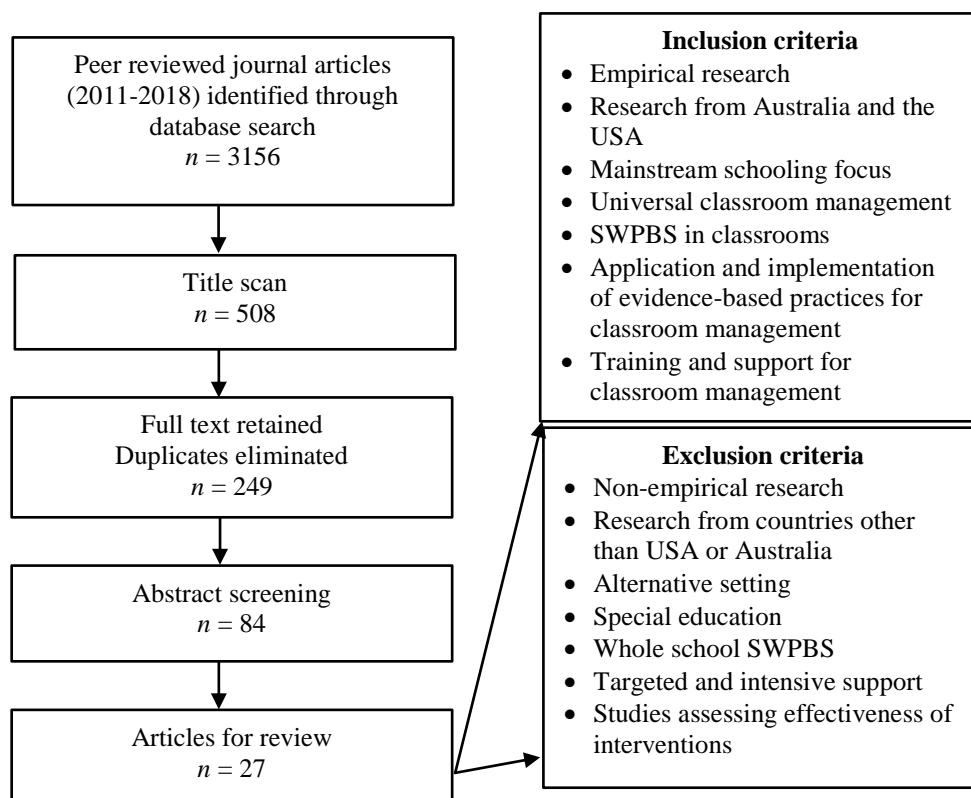 Peer reviewed journal articles
(2011-2018) identified through
database search
n = 3156
Title scan
n = 508
Full text retained
Duplicates eliminated
n = 249
Abstract screening
n = 84
Articles for review
n = 27
Inclusion criteria
• Empirical research
• Research from Australia and the
USA
• Mainstream schooling focus
• Universal classroom management
• SWPBS in classrooms
• Application and implementation
of evidence-based practices for
classroom management
• Training and support for
classroom management
Exclusion criteria
• Non-empirical research
• Research from countries other
than USA or Australia
• Alternative setting
• Special education
• Whole school SWPBS
• Targeted and intensive support
• Studies assessing effectiveness of
interventions